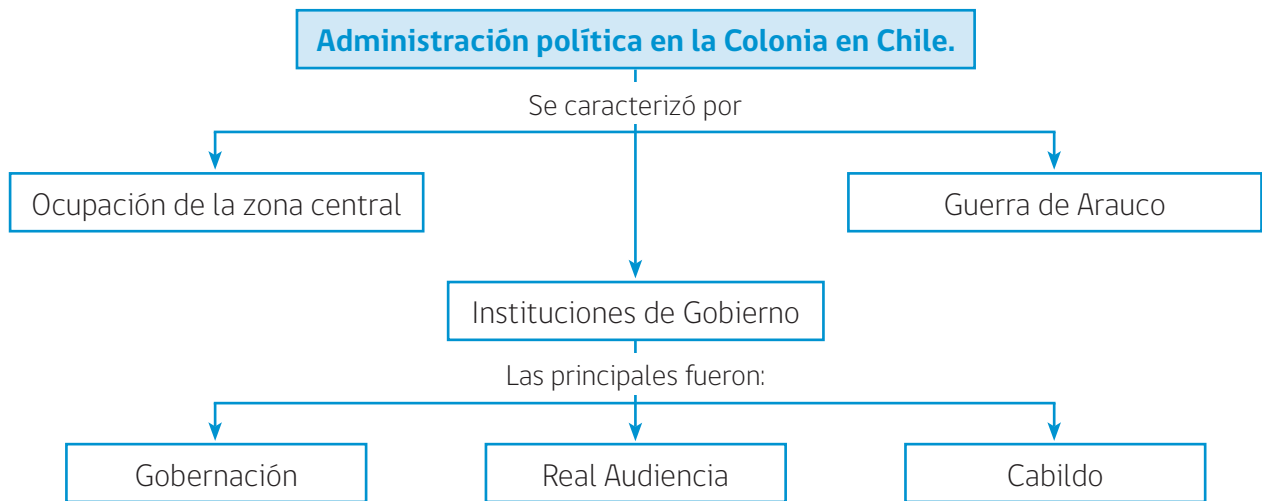 Administración política en la Colonia en Chile.
Se caracterizó por
Ocupación de la zona central
Guerra de Arauco
Instituciones de Gobierno
Las principales fueron:
Gobernación
Real Audiencia
Cabildo